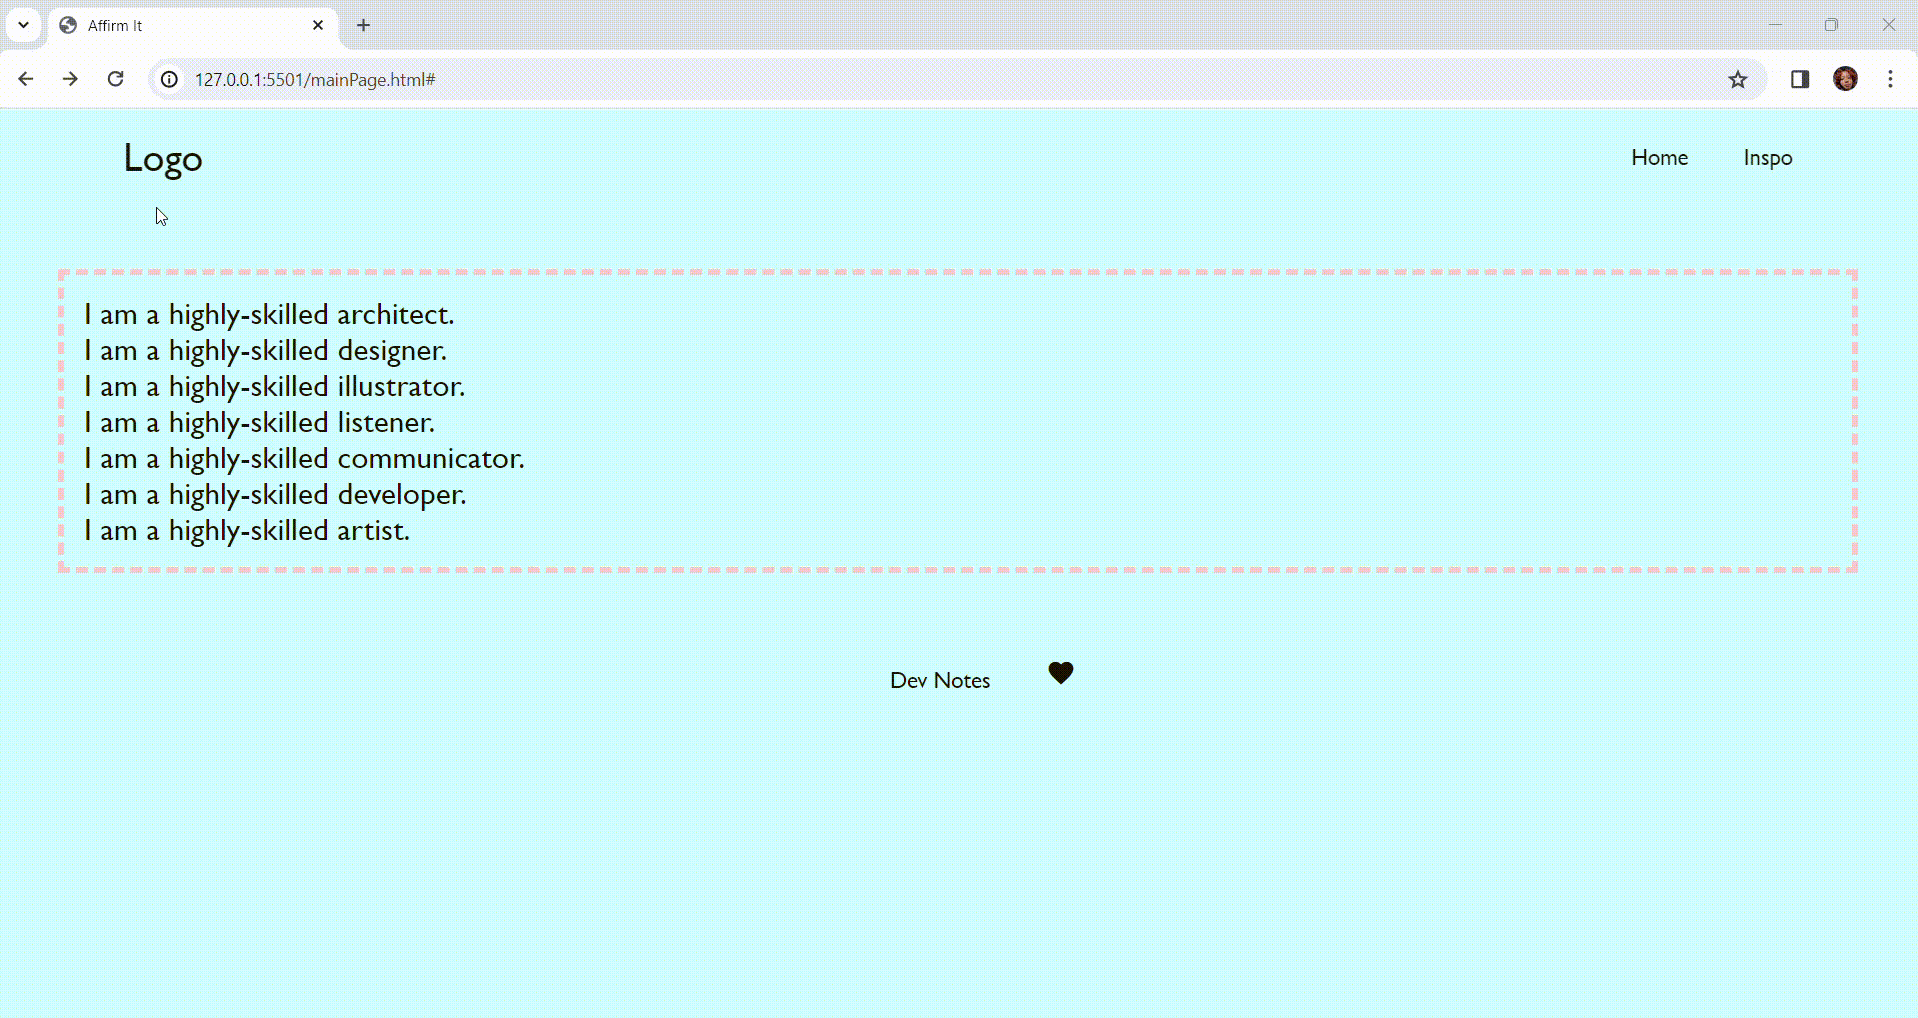 Affirm It
127.0.0.1:5501/mainPage.html#
Logo
Home
Inspo
I am a highly-skilled architect.
I am a highly-skilled designer.
I am a highly-skilled illustrator.
I am a highly-skilled listener.
I am a highly-skilled communicator.
I am a highly-skilled developer.
I am a highly-skilled artist.
Dev Notes